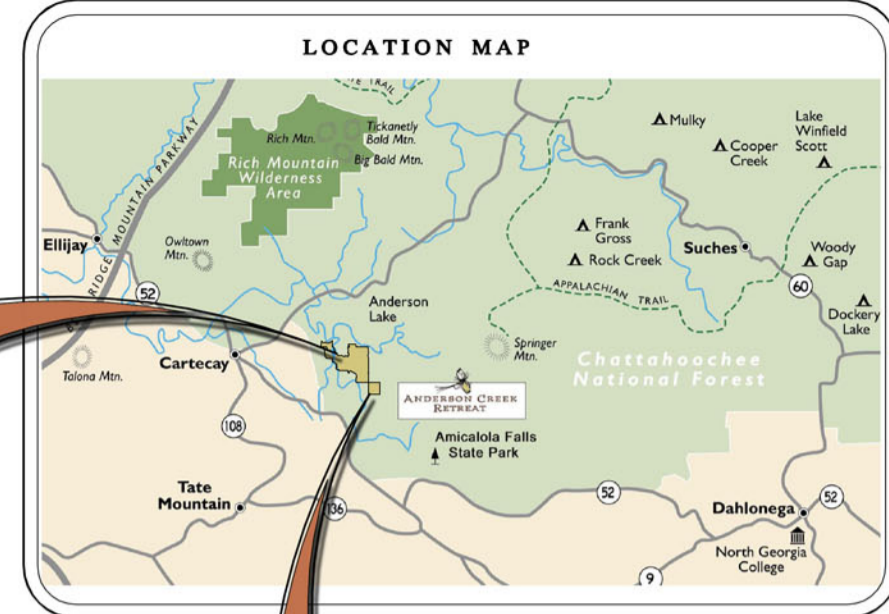 LOCATION MAP
TRAIL
Rich Mtn.
Tickanetly
Bald Mtn.
Big Bald Mtn.
Rich Mountain
Wilderness
Area
RIDGE MOUNTAIN PARKWAY
Mulky
Cooper
Creek
Lake
Winfield
Scott
Ellijay
Owltown
Mtn.
52
Frank
Gross
Rock Creek
Suches
Woody
Gap
60
APPALACHIAN TRAIL
Dockery
Lake
Anderson
Lake
Cartecay
Talona Mtn.
Springer
Mtn.
Chattahoochee
National Forest
ANDERSON CREEK
RETREAT
108
Amicalola Falls
State Park
Tate
Mountain
136
52
Dahlonega
52
North Georgia
College
9